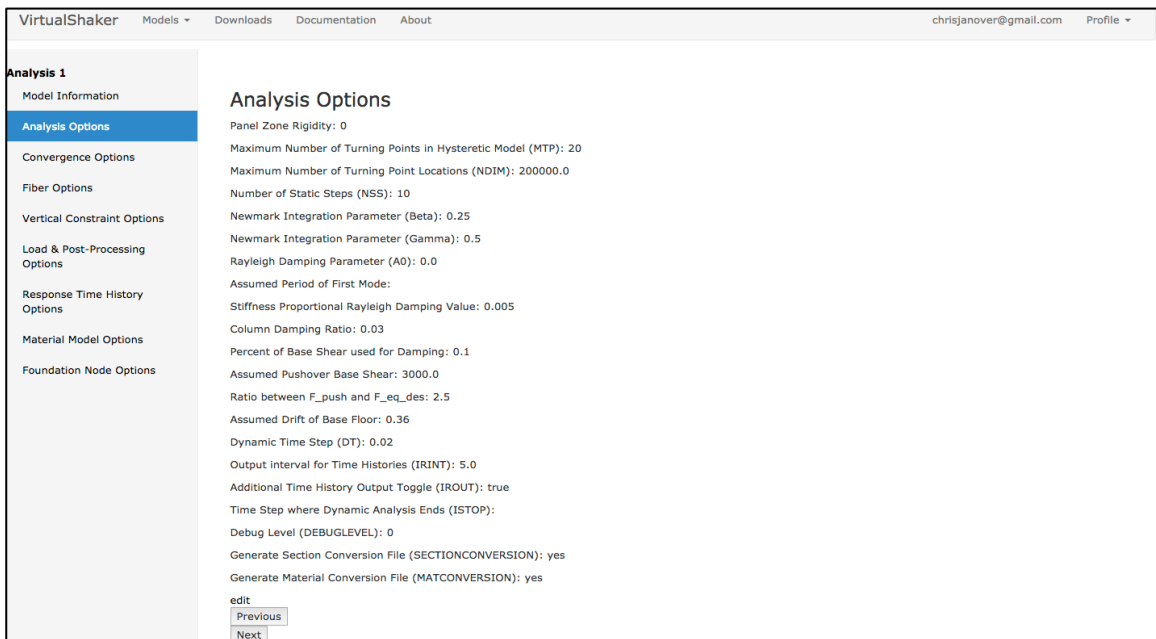 VirtualShaker Models Downloads Documentation About chrisjanover@gmail.com Profile
Analysis 1
Model Information
Analysis Options
Convergence Options
Fiber Options
Vertical Constraint Options
Load & Post-Processing
Options
Response Time History
Options
Material Model Options
Foundation Node Options
Analysis Options
Panel Zone Rigidity: 0
Maximum Number of Turning Points in Hysteretic Model (MTP): 20
Maximum Number of Turning Point Locations (NDIM): 200000.0
Number of Static Steps (NSS): 10
Newmark Integration Parameter (Beta): 0.25
Newmark Integration Parameter (Gamma): 0.5
Rayleigh Damping Parameter (A0): 0.0
Assumed Period of First Mode:
Stiffness Proportional Rayleigh Damping Value: 0.005
Column Damping Ratio: 0.03
Percent of Base Shear used for Damping: 0.1
Assumed Pushover Base Shear: 3000.0
Ratio between F_push and F_eq_des: 2.5
Assumed Drift of Base Floor: 0.36
Dynamic Time Step (DT): 0.02
Output interval for Time Histories (IRINT): 5.0
Additional Time History Output Toggle (IROUT): true
Time Step where Dynamic Analysis Ends (ISTOP):
Debug Level (DEBUGLEVEL): 0
Generate Section Conversion File (SECTIONCONVERSION): yes
Generate Material Conversion File (MATCONVERSION): yes
edit
Previous
Next